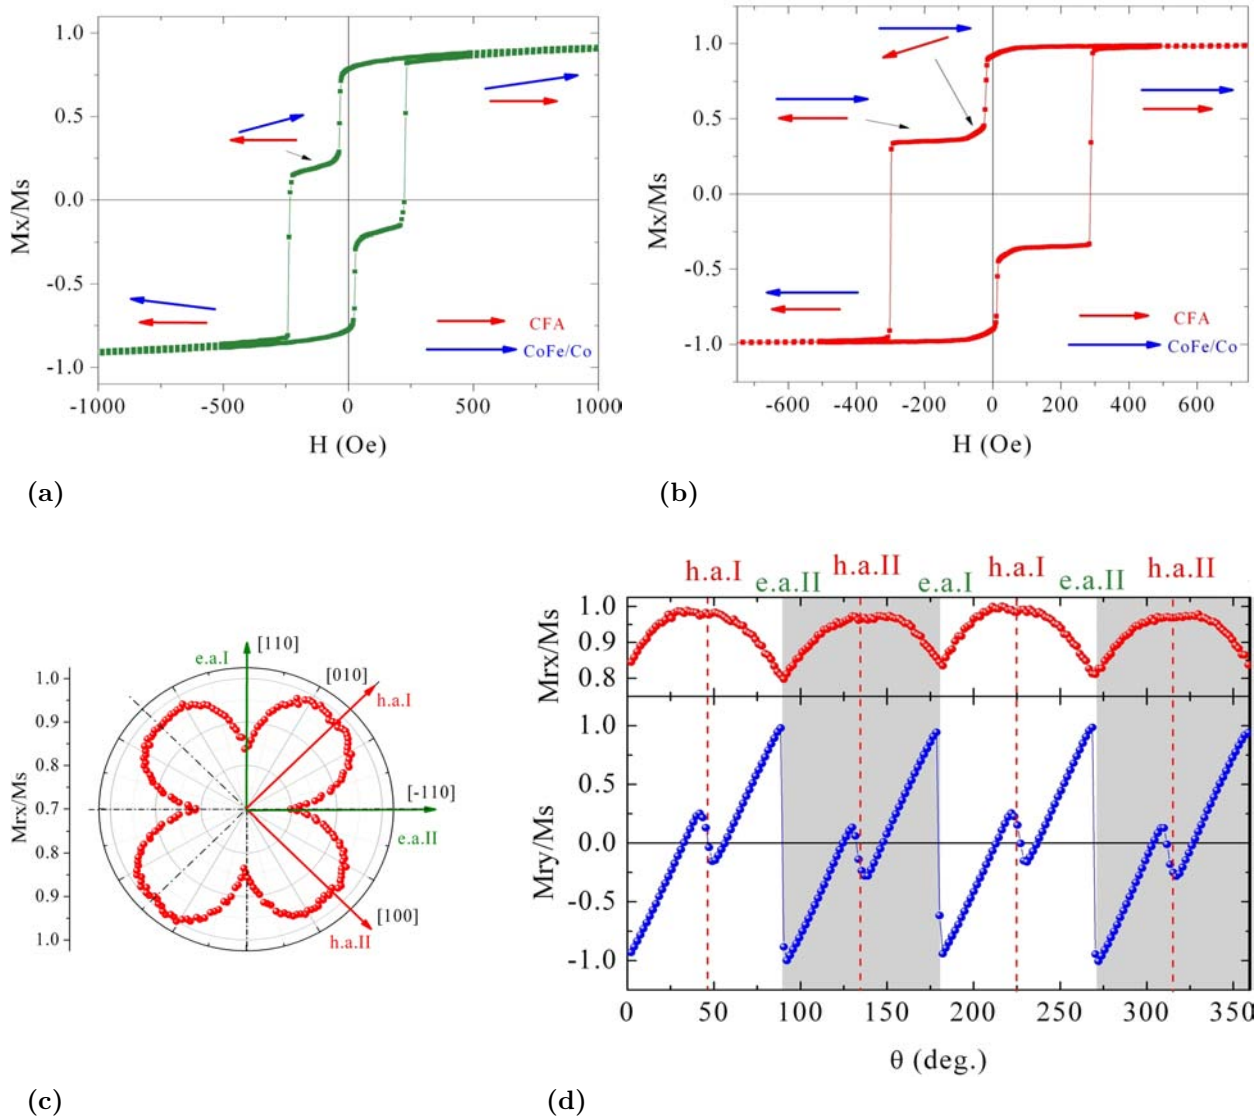 Mx/Ms
1.0
0.5
0.0
-0.5
-1.0
CFA
CoFe/Co
-1000
-500
0
500
1000
H (Oe)
(a)
Mx/Ms
1.0
0.5
0.0
-0.5
-1.0
CFA
CoFe/Co
-600
-400
-200
0
200
400
600
H (Oe)
(b)
Mrx/Ms
1.0
0.9
0.8
0.7
0.8
0.9
1.0
e.a.I
[110]
[010]
h.a.I
[-110]
e.a.II
[100]
h.a.II
(c)
h.a.I
e.a.II
h.a.II
e.a.I
h.a.I
e.a.II
h.a.II
Mrx/Ms
1.0
0.9
0.8
Mry/Ms
1.0
0.5
0.0
-0.5
-1.0
0
50
100
150
200
250
300
350
θ (deg.)
(d)